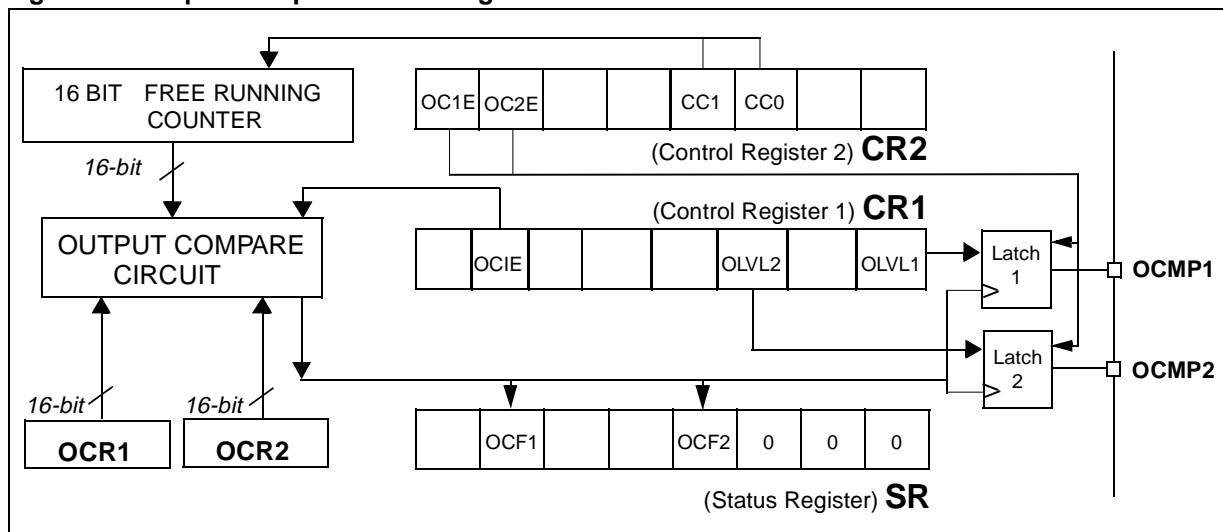 16 BIT FREE RUNNING
COUNTER
16-bit
OC1E OC2E CC1 CC0
(Control Register 2) CR2
(Control Register 1) CR1
OUTPUT COMPARE
CIRCUIT
OCIE OLVL2 OLVL1
Latch
1
OCMP1
Latch
2
OCMP2
16-bit 16-bit
OCR1 OCR2
OCF1 OCF2 0 0 0
(Status Register) SR